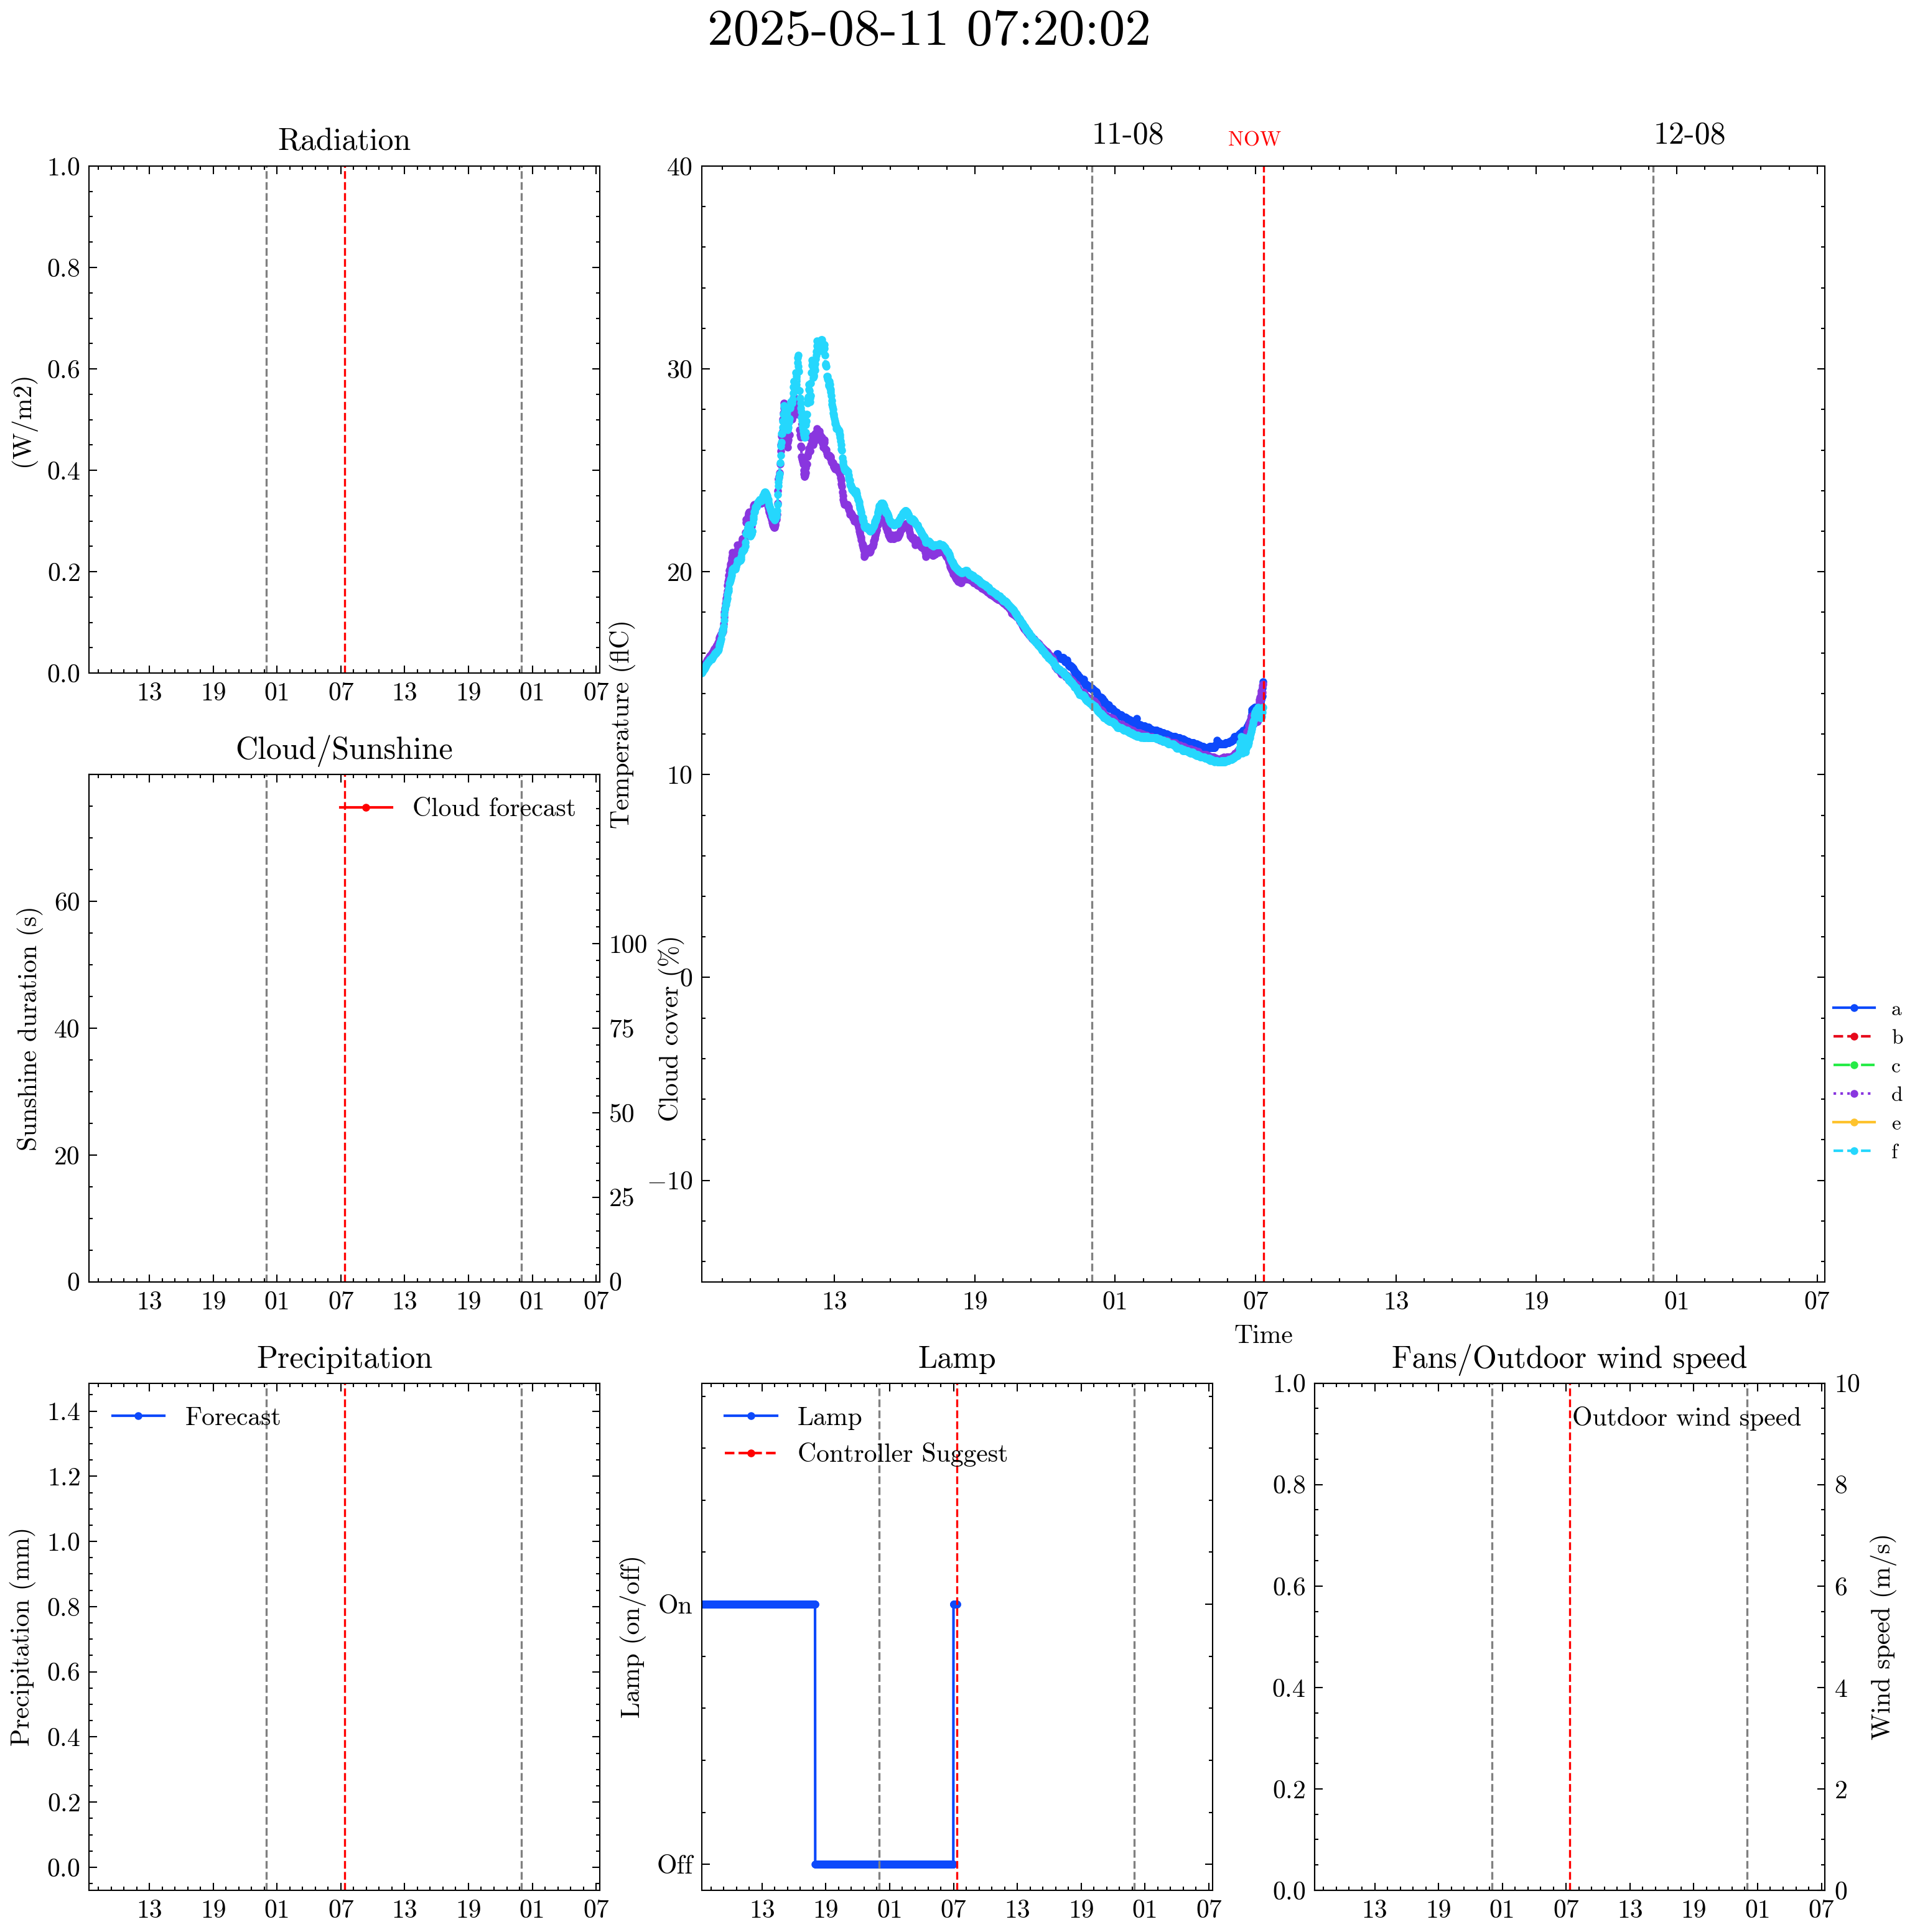 2025-08-11 07:20:02
Radiation
1.0
0.8
0.6
0.4
0.2
0.0
(W/m2)
13 19 01 07 13 19 01 07
11-08 NOW 12-08
40
30
20
10
0
−10
Temperature (flC)
13 19 01 07 13 19 01 07
Time
a
b
c
d
e
f
Cloud/Sunshine
Cloud forecast
60
40
20
0
Sunshine duration (s)
100
75
50
25
0
Cloud cover (%)
13 19 01 07 13 19 01 07
Precipitation
Forecast
1.4
1.2
1.0
0.8
0.6
0.4
0.2
0.0
Precipitation (mm)
13 19 01 07 13 19 01 07
Lamp
Lamp
Controller Suggest
On
Off
Lamp (on/off)
13 19 01 07 13 19 01 07
Fans/Outdoor wind speed
Outdoor wind speed
1.0
0.8
0.6
0.4
0.2
0.0
10
8
6
4
2
0
Wind speed (m/s)
13 19 01 07 13 19 01 07